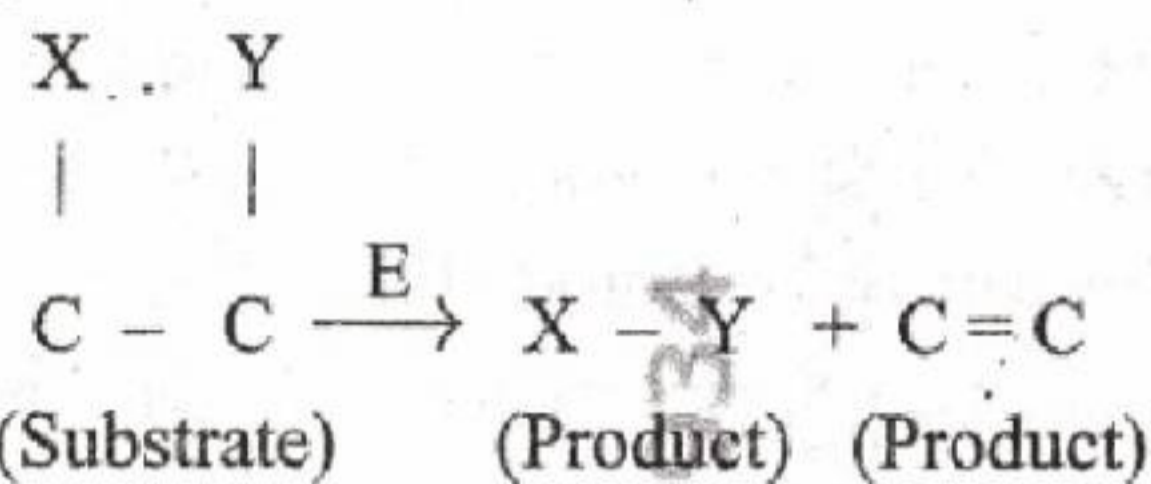 X Y
| |
E
C – C ⟶ X – Y + C = C
(Substrate) (Product) (Product)